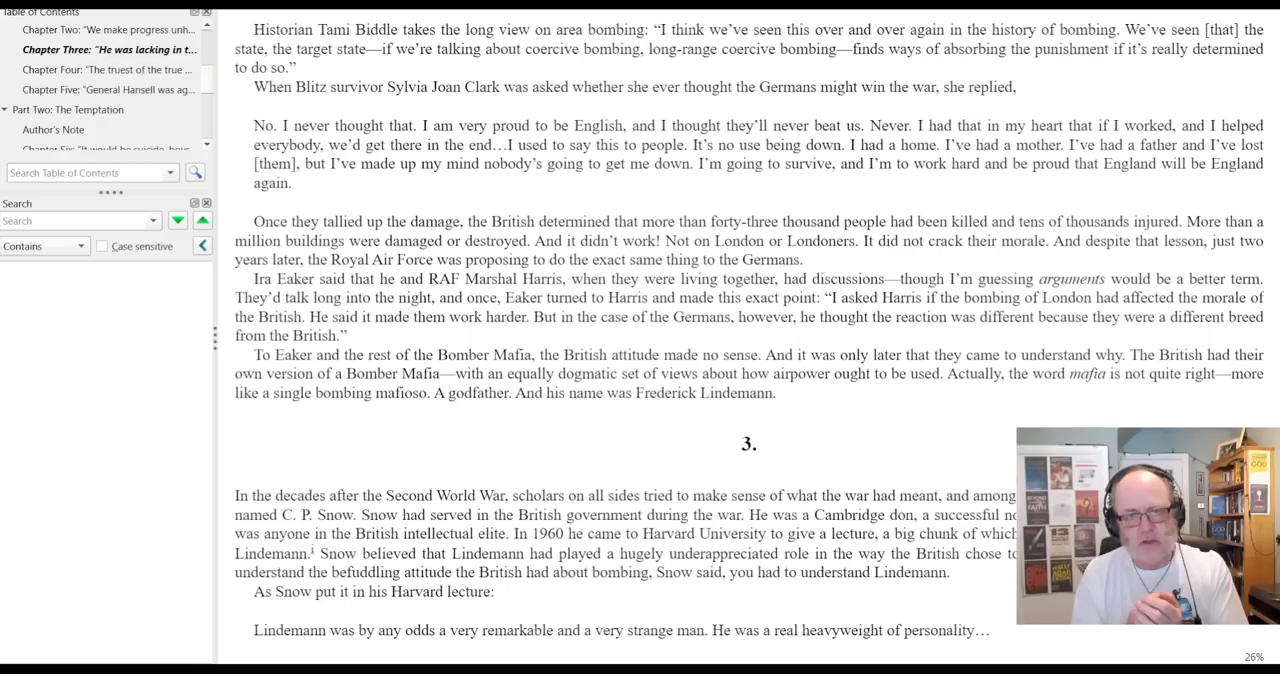 Table of Contents
Chapter Two: "We make progress unh...
Chapter Three: "He was lacking in t...
Chapter Four: "The truest of the true ...
Chapter Five: "General Hansell was ag...
Part Two: The Temptation
Author's Note
Chapter Six: "It would be suicide, boys
Search Table of Contents
Search
Search
Contains
Case sensitive
Historian Tami Biddle takes the long view on area bombing: “I think we’ve seen this over and over again in the history of bombing. We’ve seen [that] the
state, the target state—if we’re talking about coercive bombing, long-range coercive bombing—finds ways of absorbing the punishment if it’s really determined
to do so.”
When Blitz survivor Sylvia Joan Clark was asked whether she ever thought the Germans might win the war, she replied,
No. I never thought that. I am very proud to be English, and I thought they’ll never beat us. Never. I had that in my heart that if I worked, and I helped
everybody, we’d get there in the end…I used to say this to people. It’s no use being down. I had a home. I’ve had a mother. I’ve had a father and I’ve lost
[them], but I’ve made up my mind nobody’s going to get me down. I’m going to survive, and I’m to work hard and be proud that England will be England
again.
Once they tallied up the damage, the British determined that more than forty-three thousand people had been killed and tens of thousands injured. More than a
million buildings were damaged or destroyed. And it didn’t work! Not on London or Londoners. It did not crack their morale. And despite that lesson, just two
years later, the Royal Air Force was proposing to do the exact same thing to the Germans.
Ira Eaker said that he and RAF Marshal Harris, when they were living together, had discussions—though I’m guessing arguments would be a better term.
They’d talk long into the night, and once, Eaker turned to Harris and made this exact point: “I asked Harris if the bombing of London had affected the morale of
the British. He said it made them work harder. But in the case of the Germans, however, he thought the reaction was different because they were a different breed
from the British.”
To Eaker and the rest of the Bomber Mafia, the British attitude made no sense. And it was only later that they came to understand why. The British had their
own version of a Bomber Mafia—with an equally dogmatic set of views about how airpower ought to be used. Actually, the word mafia is not quite right—more
like a single bombing mafioso. A godfather. And his name was Frederick Lindemann.
3.
In the decades after the Second World War, scholars on all sides tried to make sense of what the war had meant, and among
named C. P. Snow. Snow had served in the British government during the war. He was a Cambridge don, a successful no
was anyone in the British intellectual elite. In 1960 he came to Harvard University to give a lecture, a big chunk of which
Lindemann.i Snow believed that Lindemann had played a hugely underappreciated role in the way the British chose to
understand the befuddling attitude the British had about bombing, Snow said, you had to understand Lindemann.
As Snow put it in his Harvard lecture:
Lindemann was by any odds a very remarkable and a very strange man. He was a real heavyweight of personality…
26%